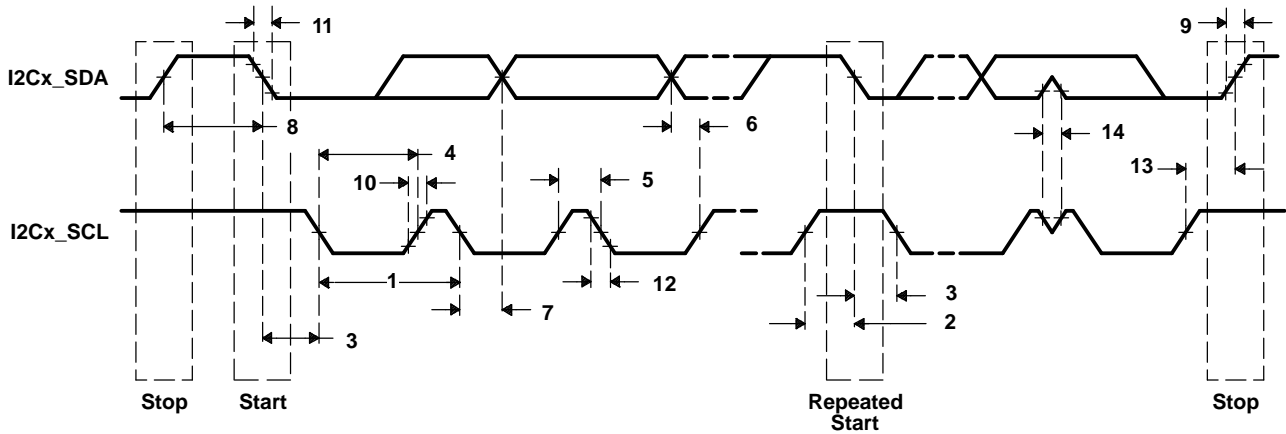 11
9
I2Cx_SDA
8
6
14
4
10
5
13
I2Cx_SCL
1
12
7
3
3
2
Stop
Start
Repeated
Start
Stop